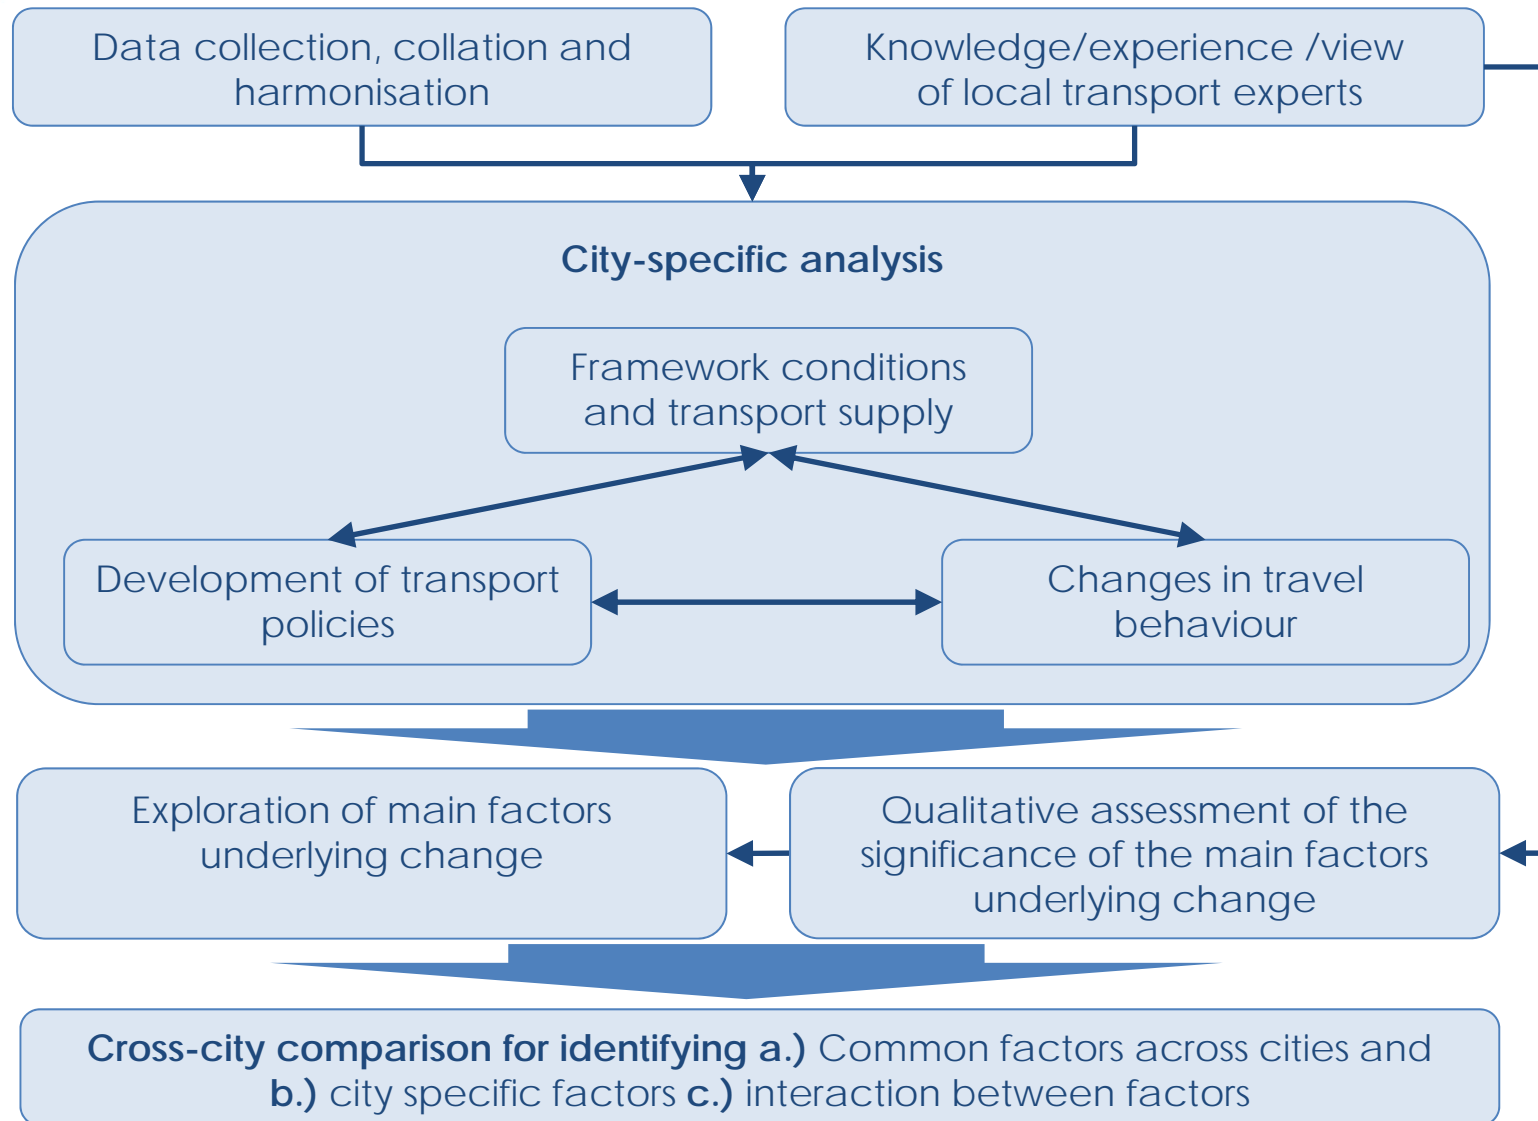 Data collection, collation and
harmonisation
Knowledge/experience /view
of local transport experts
City-specific analysis
Framework conditions
and transport supply
Development of transport
policies
Changes in travel
behaviour
Exploration of main factors
underlying change
Qualitative assessment of the
significance of the main factors
underlying change
Cross-city comparison for identifying a.) Common factors across cities and
b.) city specific factors c.) interaction between factors